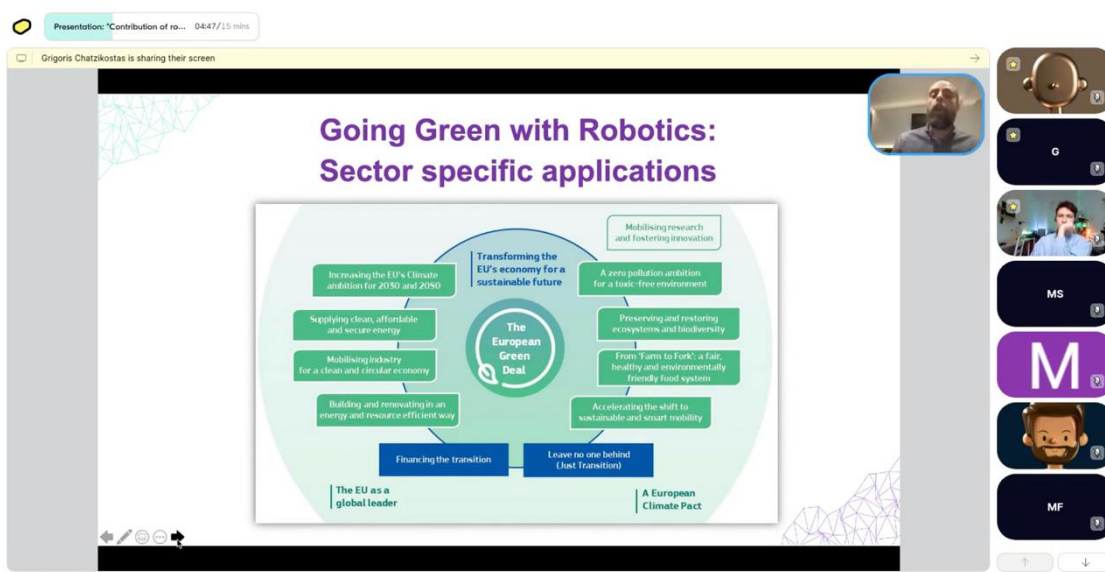 Presentation: "Contribution of ro... 04:47/15 mins
Grigoris Chatzikostas is sharing their screen
Going Green with Robotics:
Sector specific applications
Mobilising research
and fostering innovation
Transforming the
EU's economy for a
sustainable future
Increasing the EU's Climate
ambition for 2030 and 2050
A zero pollution ambition
for a toxic-free environment
Supplying clean, affordable
and secure energy
Preserving and restoring
ecosystems and biodiversity
The
European
Green
Deal
Mobilising industry
for a clean and circular economy
From 'Farm to Fork': a fair,
healthy and environmentally
friendly food system
Building and renovating in an
energy and resource efficient way
Accelerating the shift to
sustainable and smart mobility
Financing the transition
Leave no one behind
(Just Transition)
The EU as a
global leader
A European
Climate Pact
G
MS
M
MF